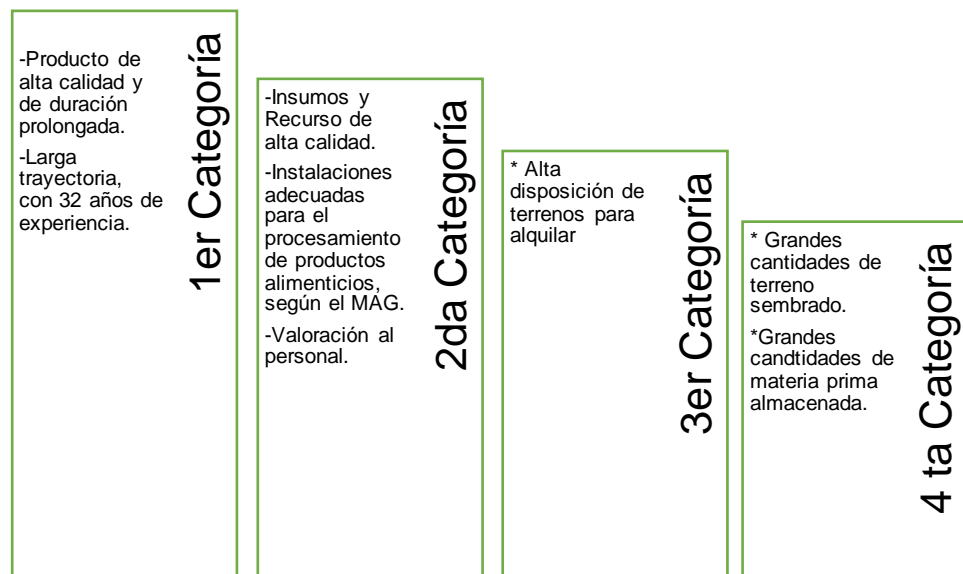 -Producto de
alta calidad y
de duración
prolongada.
-Larga
trayectoria,
con 32 años de
experiencia.
1er Categoría
-Insumos y
Recurso de
alta calidad.
-Instalaciones
adecuadas
para el
procesamiento
de productos
alimenticios,
según el MAG.
-Valoración al
personal.
2da Categoría
* Alta
disposición de
terrenos para
alquilar
3er Categoría
* Grandes
cantidades de
terreno
sembrado.
*Grandes
candtidades de
materia prima
almacenada.
4 ta Categoría